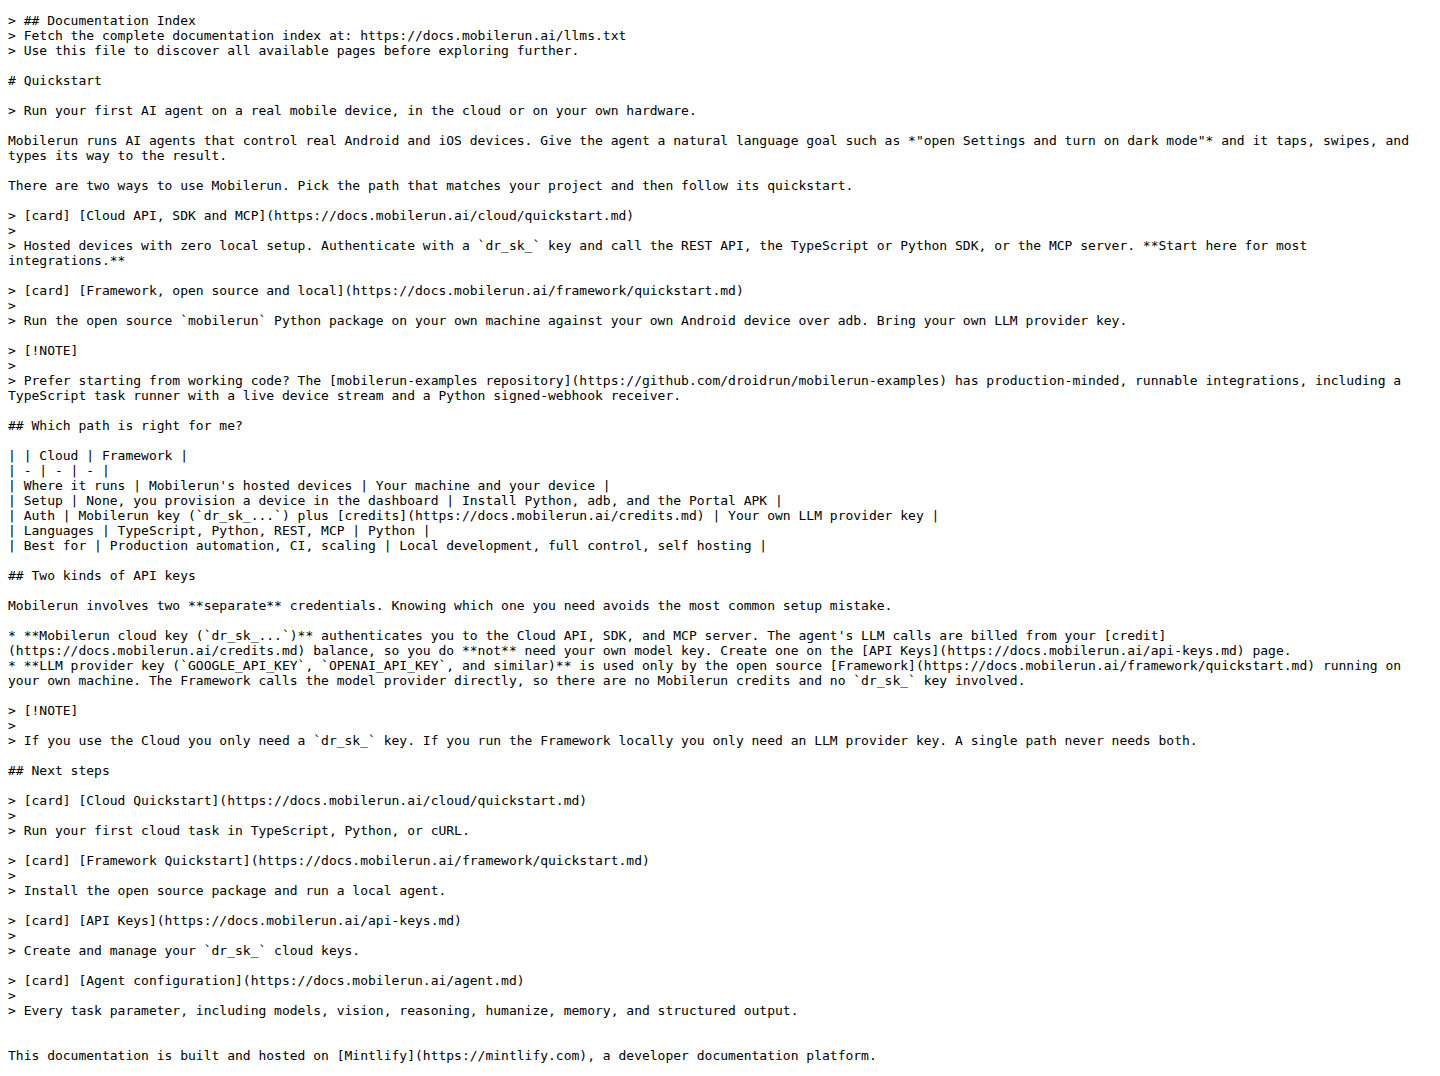 > ## Documentation Index
> Fetch the complete documentation index at: https://docs.mobilerun.ai/llms.txt
> Use this file to discover all available pages before exploring further.

# Quickstart

> Run your first AI agent on a real mobile device, in the cloud or on your own hardware.

Mobilerun runs AI agents that control real Android and iOS devices. Give the agent a natural language goal such as *"open Settings and turn on dark mode"* and it taps, swipes, and
types its way to the result.

There are two ways to use Mobilerun. Pick the path that matches your project and then follow its quickstart.

> [card] [Cloud API, SDK and MCP](https://docs.mobilerun.ai/cloud/quickstart.md)
>
> Hosted devices with zero local setup. Authenticate with a `dr_sk_` key and call the REST API, the TypeScript or Python SDK, or the MCP server. **Start here for most
integrations.**

> [card] [Framework, open source and local](https://docs.mobilerun.ai/framework/quickstart.md)
>
> Run the open source `mobilerun` Python package on your own machine against your own Android device over adb. Bring your own LLM provider key.

> [!NOTE]
>
> Prefer starting from working code? The [mobilerun-examples repository](https://github.com/droidrun/mobilerun-examples) has production-minded, runnable integrations, including a
TypeScript task runner with a live device stream and a Python signed-webhook receiver.

## Which path is right for me?

| | Cloud | Framework |
| - | - | - |
| Where it runs | Mobilerun's hosted devices | Your machine and your device |
| Setup | None, you provision a device in the dashboard | Install Python, adb, and the Portal APK |
| Auth | Mobilerun key (`dr_sk_...`) plus [credits](https://docs.mobilerun.ai/credits.md) | Your own LLM provider key |
| Languages | TypeScript, Python, REST, MCP | Python |
| Best for | Production automation, CI, scaling | Local development, full control, self hosting |

## Two kinds of API keys

Mobilerun involves two **separate** credentials. Knowing which one you need avoids the most common setup mistake.

* **Mobilerun cloud key (`dr_sk_...`)** authenticates you to the Cloud API, SDK, and MCP server. The agent's LLM calls are billed from your [credit]
(https://docs.mobilerun.ai/credits.md) balance, so you do **not** need your own model key. Create one on the [API Keys](https://docs.mobilerun.ai/api-keys.md) page.
* **LLM provider key (`GOOGLE_API_KEY`, `OPENAI_API_KEY`, and similar)** is used only by the open source [Framework](https://docs.mobilerun.ai/framework/quickstart.md) running on
your own machine. The Framework calls the model provider directly, so there are no Mobilerun credits and no `dr_sk_` key involved.

> [!NOTE]
>
> If you use the Cloud you only need a `dr_sk_` key. If you run the Framework locally you only need an LLM provider key. A single path never needs both.

## Next steps

> [card] [Cloud Quickstart](https://docs.mobilerun.ai/cloud/quickstart.md)
>
> Run your first cloud task in TypeScript, Python, or cURL.

> [card] [Framework Quickstart](https://docs.mobilerun.ai/framework/quickstart.md)
>
> Install the open source package and run a local agent.

> [card] [API Keys](https://docs.mobilerun.ai/api-keys.md)
>
> Create and manage your `dr_sk_` cloud keys.

> [card] [Agent configuration](https://docs.mobilerun.ai/agent.md)
>
> Every task parameter, including models, vision, reasoning, humanize, memory, and structured output.

This documentation is built and hosted on [Mintlify](https://mintlify.com), a developer documentation platform.